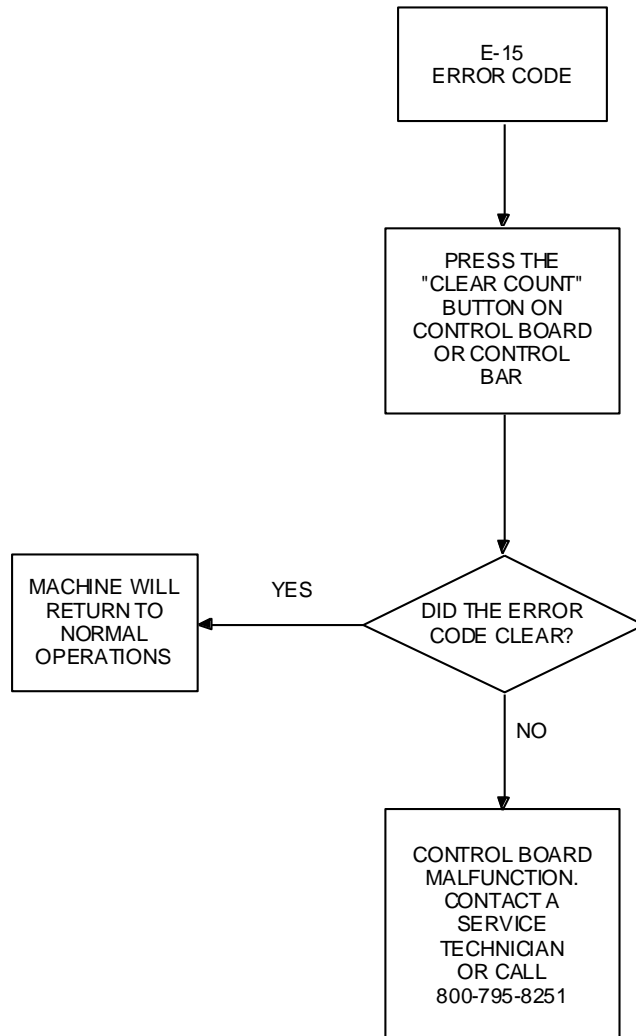 E-15
ERROR CODE
PRESS THE
"CLEAR COUNT"
BUTTON ON
CONTROL BOARD
OR CONTROL
BAR
DID THE ERROR
CODE CLEAR?
YES
MACHINE WILL
RETURN TO
NORMAL
OPERATIONS
NO
CONTROL BOARD
MALFUNCTION.
CONTACT A
SERVICE
TECHNICIAN
OR CALL
800-795-8251